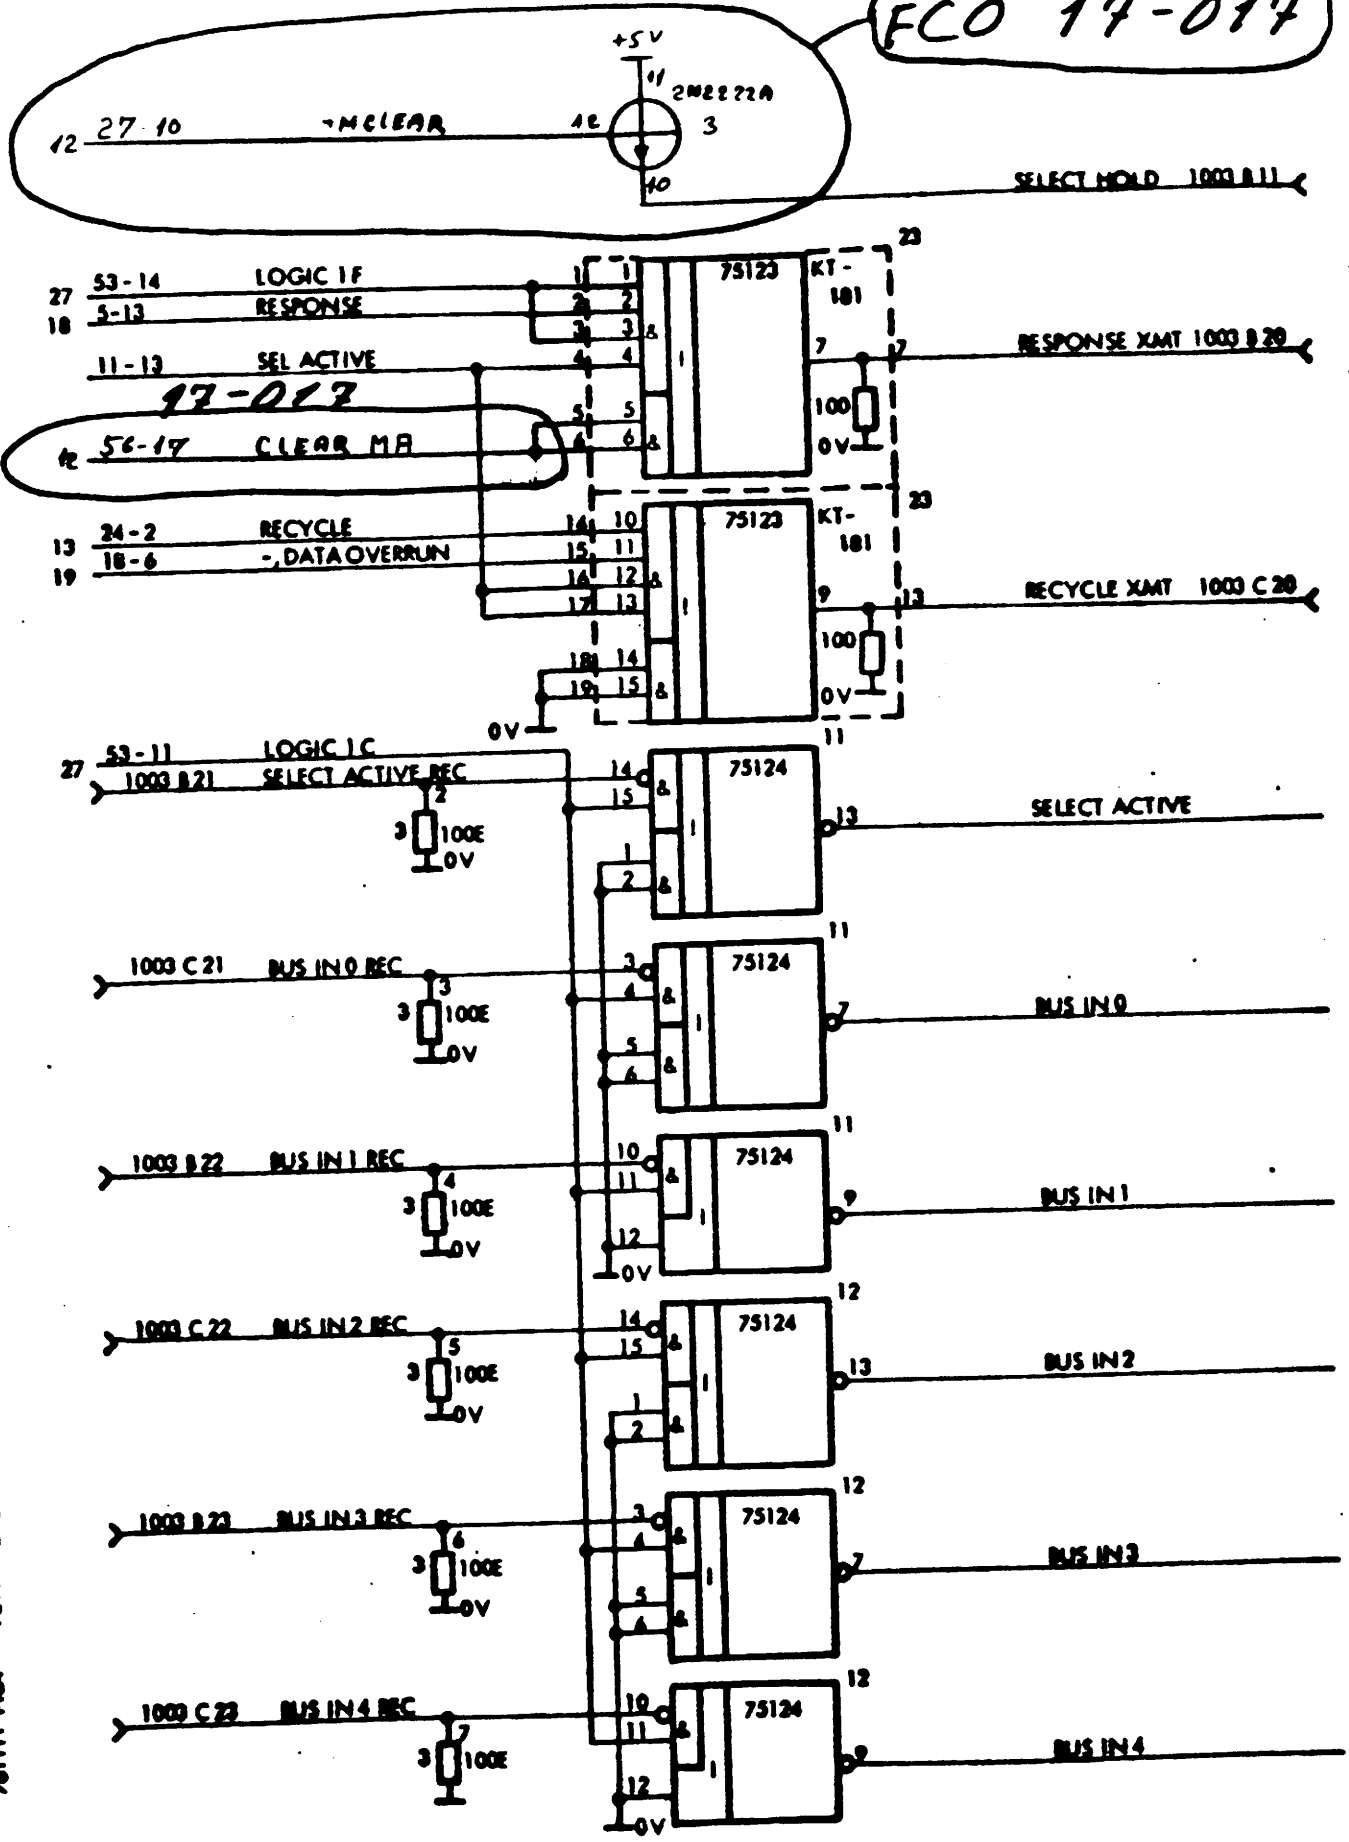 FCO 17-017
+5V
11
2N2222A
12 27-10 -MCLEAR 12 3
10
SELECT HOLD 1003 B11
23
53-14 LOGIC 1F 1 1 75123 KT-
27
181
18 5-13 RESPONSE 2 2
3 3 &
11-13 SEL ACTIVE 4 4 7 7 RESPONSE XMT 1003 B20
17-017
100
5 5
12 56-17 CLEAR MA 6 6 & 0V
23
24-2 RECYCLE 14 10 75123 KT-
13
181
18-6 -,DATA OVERRUN 15 11
19
16 12 &
17 13 9 13 RECYCLE XMT 1003 C20
100
18 14
19 15 & 0V
0V
11
53-11 LOGIC 1C
27
1003 B21 SELECT ACTIVE REC 14 & 75124
2 15
3 100E 13 SELECT ACTIVE
0V
1
2 &
11
1003 C21 BUS IN 0 REC 3 75124
3 4 &
3 100E 7 BUS IN 0
0V
5
6 &
11
1003 B22 BUS IN 1 REC 10 & 75124
4 11
3 100E 9 BUS IN 1
0V
12
0V
12
1003 C22 BUS IN 2 REC 14 & 75124
5 15
3 100E 13 BUS IN 2
0V
1
2 &
12
1003 B23 BUS IN 3 REC 3 & 75124
6 4
3 100E 7 BUS IN 3
0V
5
6 &
12
1003 C23 BUS IN 4 REC 10 & 75124
7 11
3 100E 9 BUS IN 4
12
0V